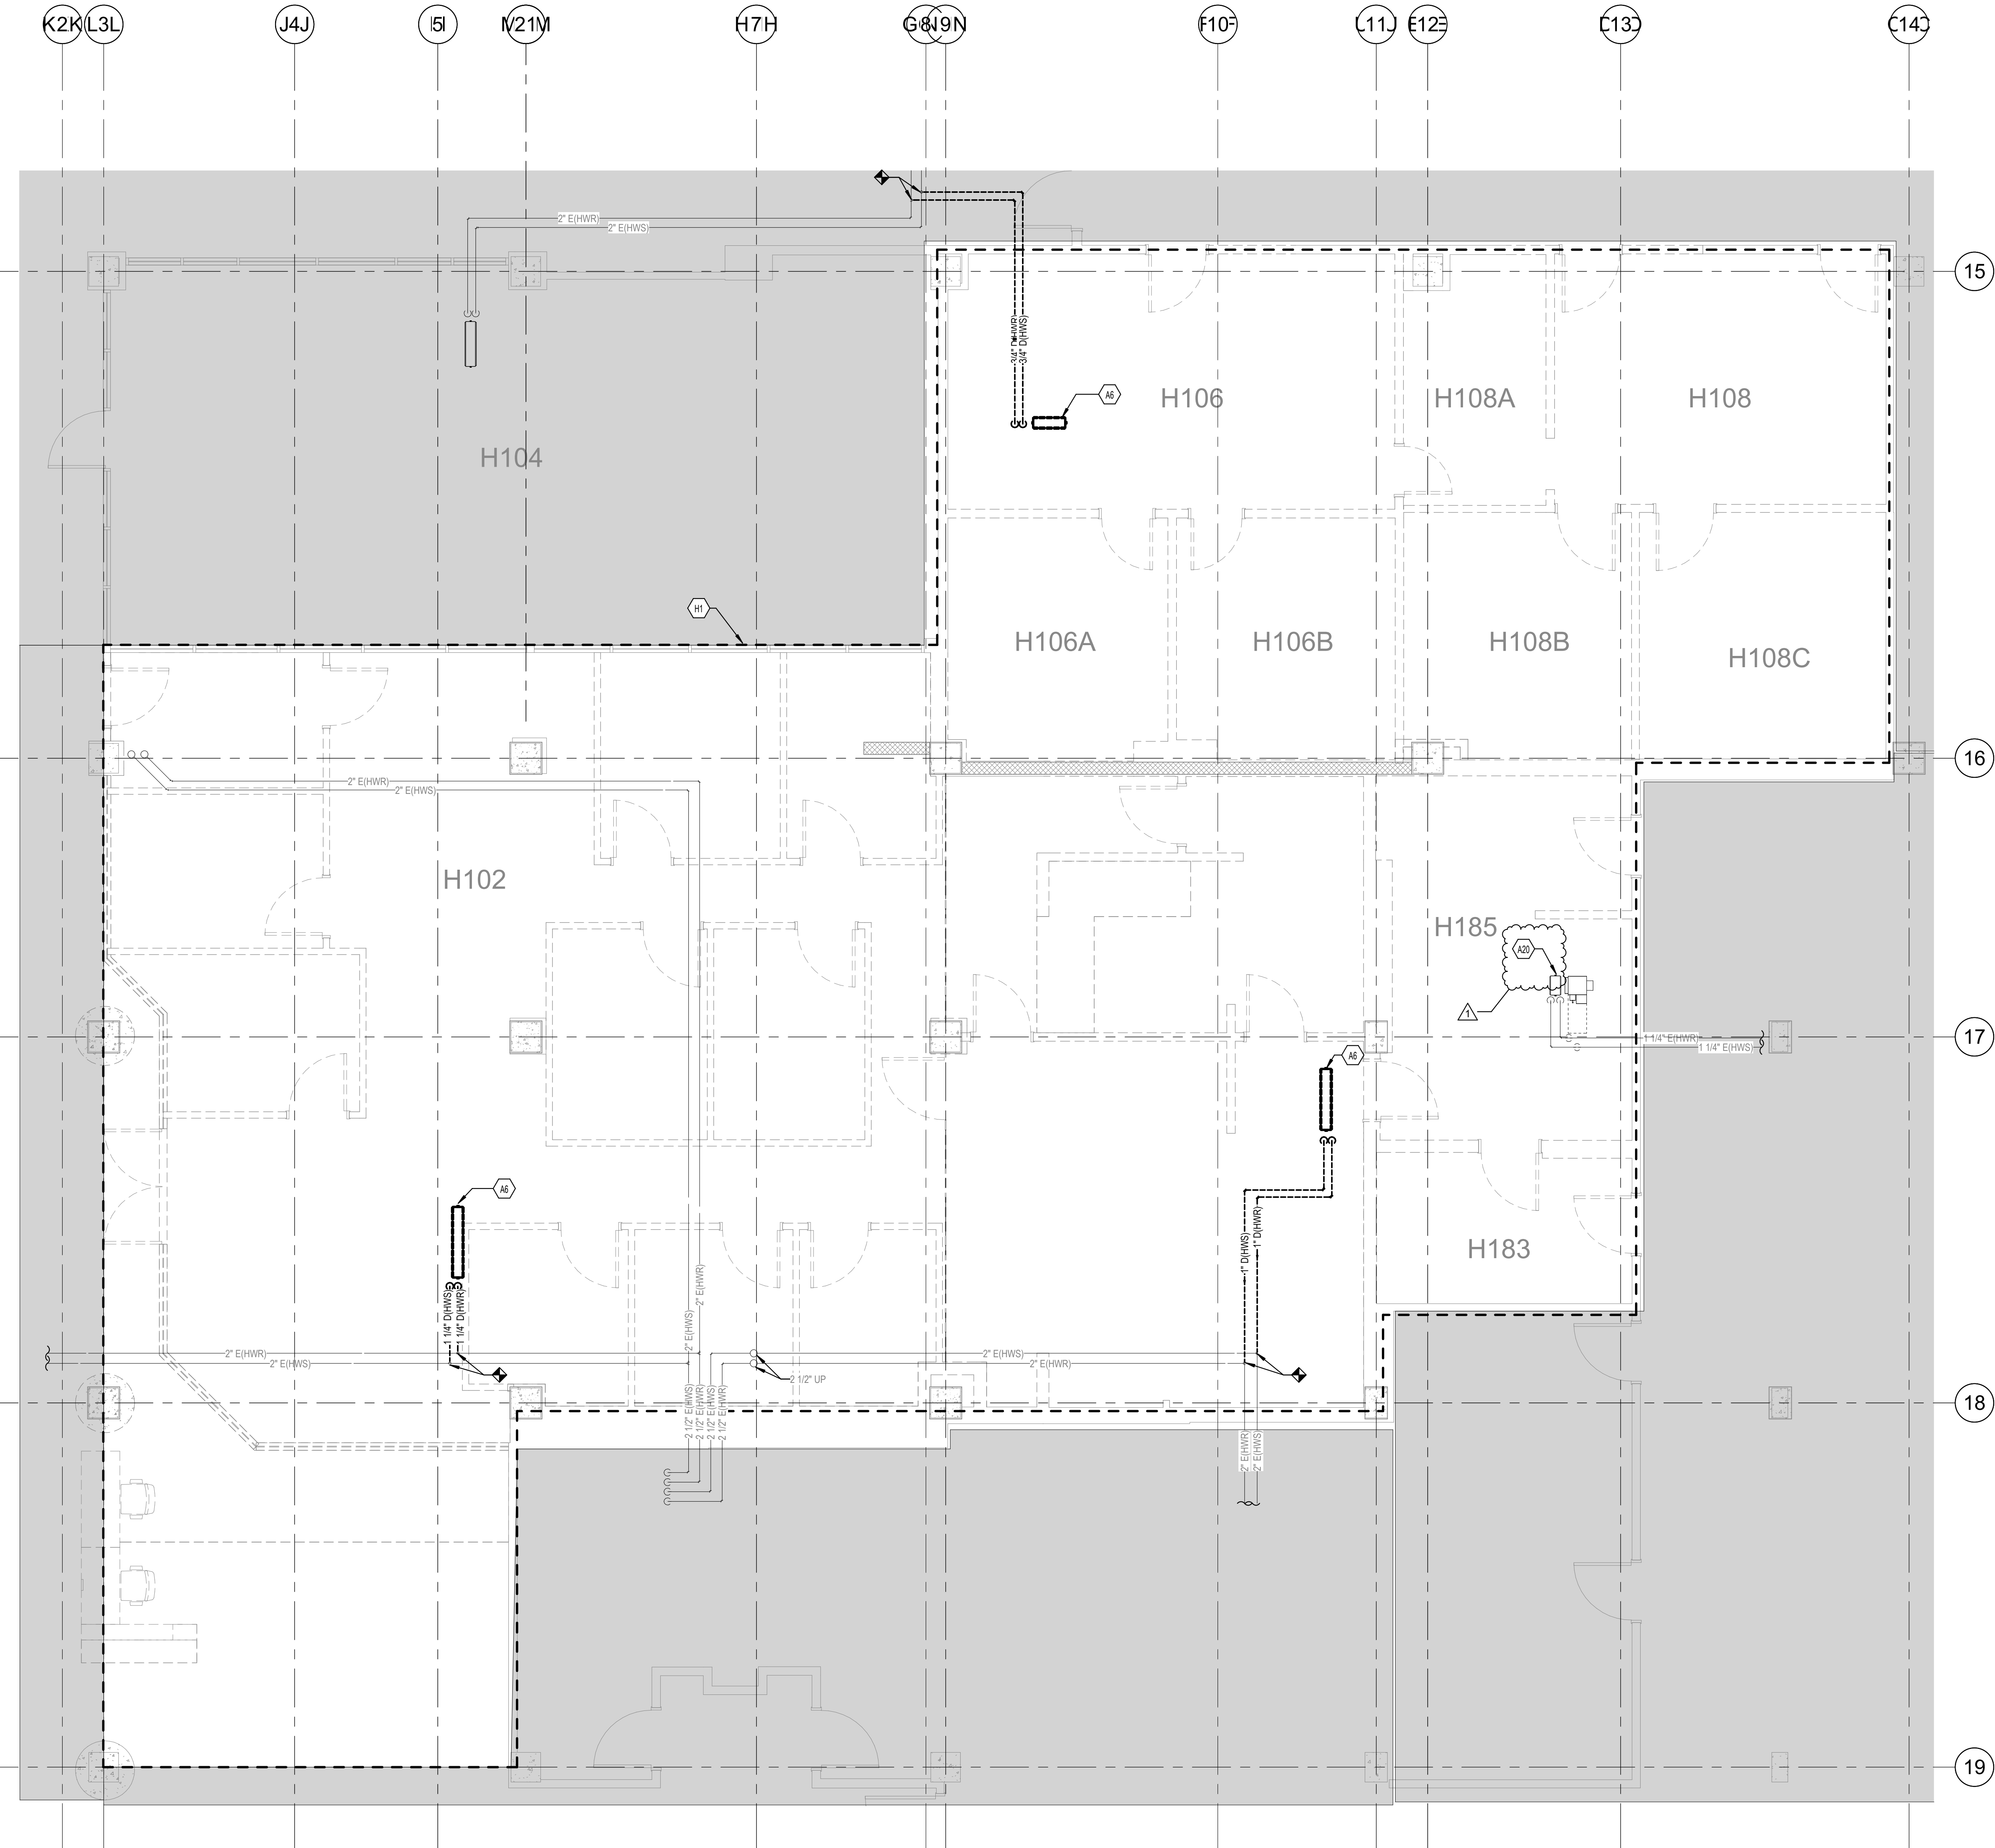 K2K
L3L
J4J
I5I
M21M
H7H
G8
N9N
F10F
E12E
15
2" E(HWR)
2" E(HWS)
3/4" D(HWR)
3/4" D(HWS)
A6
H106
H108A
H108
H104
H1
H106A
H106B
H108B
H108C
16
2" E(HWR)
2" E(HWS)
H102
H185
A20
1
17
1 1/4" E(HWR)
1 1/4" E(HWS)
A6
A6
1" D(HWS)
1" D(HWR)
H183
1 1/4" D(HWS)
1 1/4" D(HWR)
2" E(HWS)
2" E(HWR)
2" E(HWR)
2" E(HWS)
2" E(HWS)
2" E(HWR)
2 1/2" UP
2 1/2" E(HWS)
2 1/2" E(HWR)
2 1/2" E(HWS)
2 1/2" E(HWR)
18
2" E(HWR)
2" E(HWS)
19